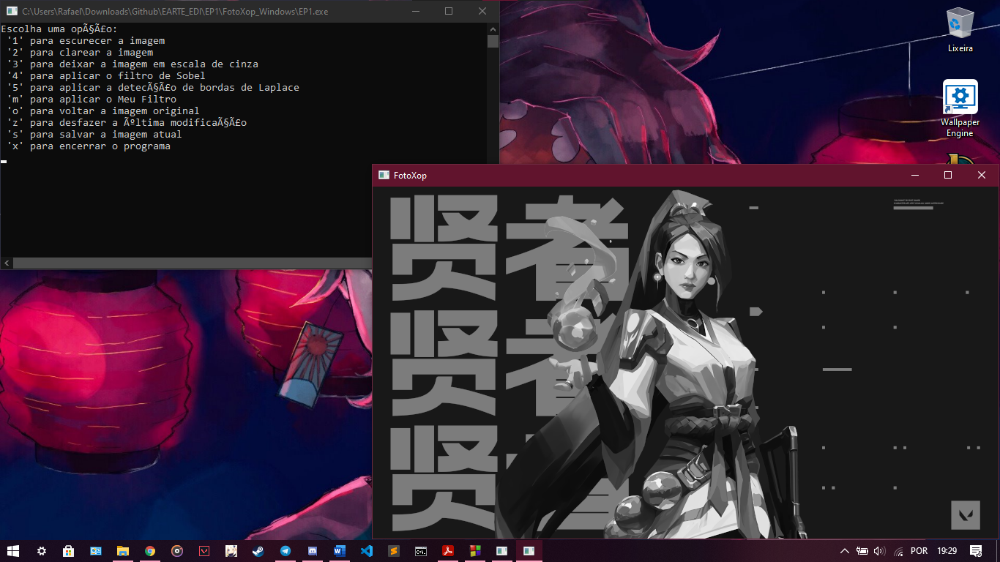 C:\Users\Rafael\Downloads\Github\EARTE_EDI\EP1\FotoXop_Windows\EP1.exe
Escolha uma opÃ§Ã£o:
'1' para escurecer a imagem
'2' para clarear a imagem
'3' para deixar a imagem em escala de cinza
'4' para aplicar o filtro de Sobel
'5' para aplicar a detecÃ§Ã£o de bordas de Laplace
'm' para aplicar o Meu Filtro
'o' para voltar a imagem original
'z' para desfazer a Ãºltima modificaÃ§Ã£o
's' para salvar a imagem atual
'x' para encerrar o programa
Lixeira
Wallpaper
Engine
FotoXop
贤者
贤者
贤
POR
19:29